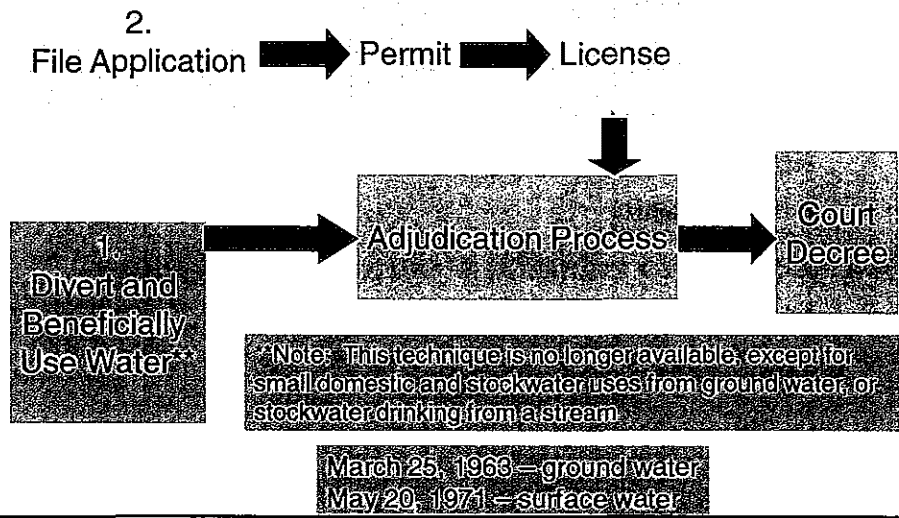 2.
File Application
Permit
License
1.
Divert and
Beneficially
Use Water**
Adjudication Process
Court
Decree
*Note: This technique is no longer available, except for
small domestic and stockwater uses from ground water, or
stockwater drinking from a stream
March 25, 1963 – ground water
May 20, 1971 – surface water